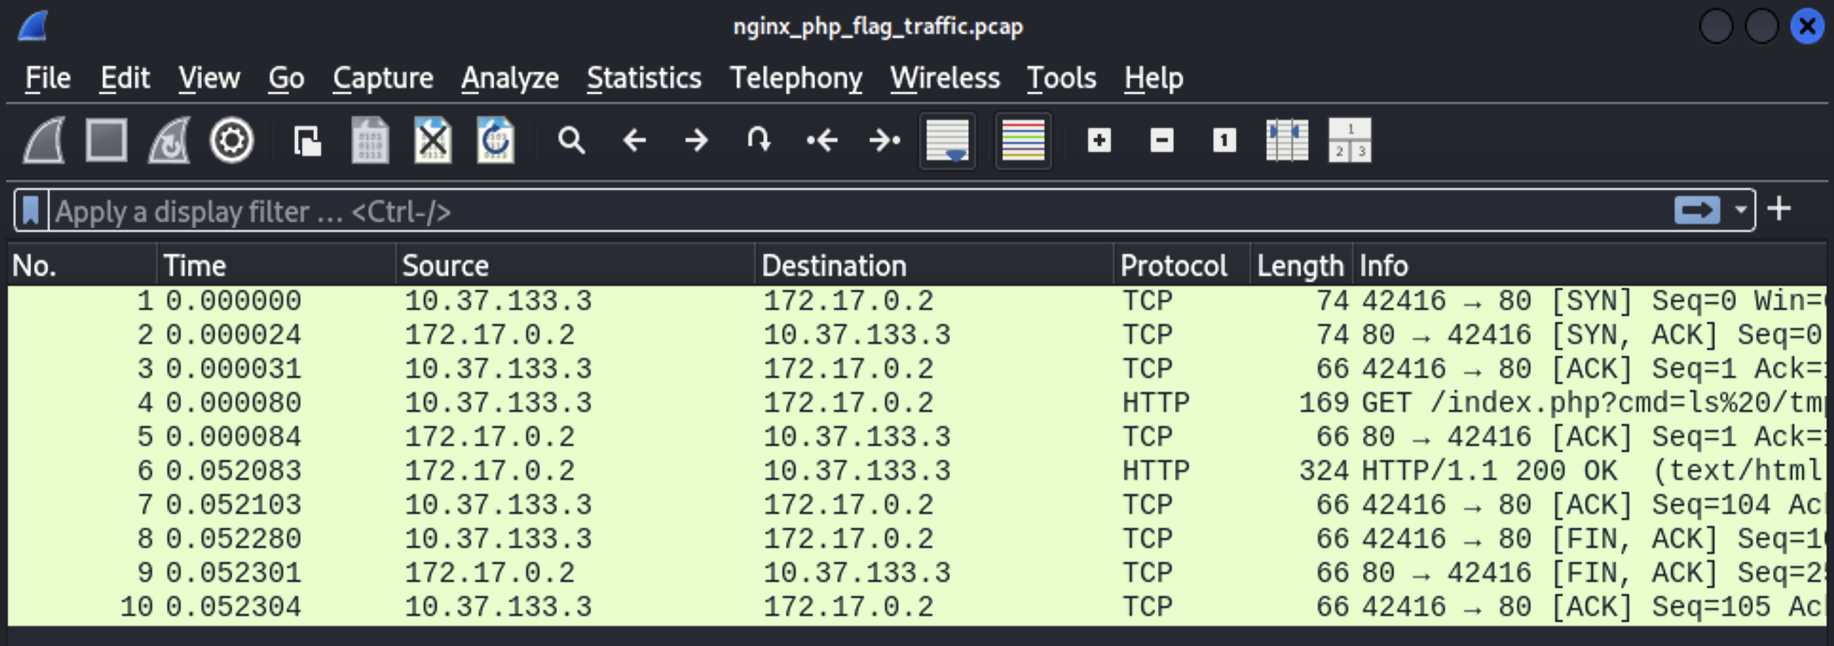 nginx_php_flag_traffic.pcap
File Edit View Go Capture Analyze Statistics Telephony Wireless Tools Help
Apply a display filter … <Ctrl-/>
No. Time Source Destination Protocol Length Info
1 0.000000 10.37.133.3 172.17.0.2 TCP 74 42416 → 80 [SYN] Seq=0 Win=
2 0.000024 172.17.0.2 10.37.133.3 TCP 74 80 → 42416 [SYN, ACK] Seq=0
3 0.000031 10.37.133.3 172.17.0.2 TCP 66 42416 → 80 [ACK] Seq=1 Ack=
4 0.000080 10.37.133.3 172.17.0.2 HTTP 169 GET /index.php?cmd=ls%20/tm
5 0.000084 172.17.0.2 10.37.133.3 TCP 66 80 → 42416 [ACK] Seq=1 Ack=
6 0.052083 172.17.0.2 10.37.133.3 HTTP 324 HTTP/1.1 200 OK (text/html
7 0.052103 10.37.133.3 172.17.0.2 TCP 66 42416 → 80 [ACK] Seq=104 Ac
8 0.052280 10.37.133.3 172.17.0.2 TCP 66 42416 → 80 [FIN, ACK] Seq=1
9 0.052301 172.17.0.2 10.37.133.3 TCP 66 80 → 42416 [FIN, ACK] Seq=2
10 0.052304 10.37.133.3 172.17.0.2 TCP 66 42416 → 80 [ACK] Seq=105 Ac